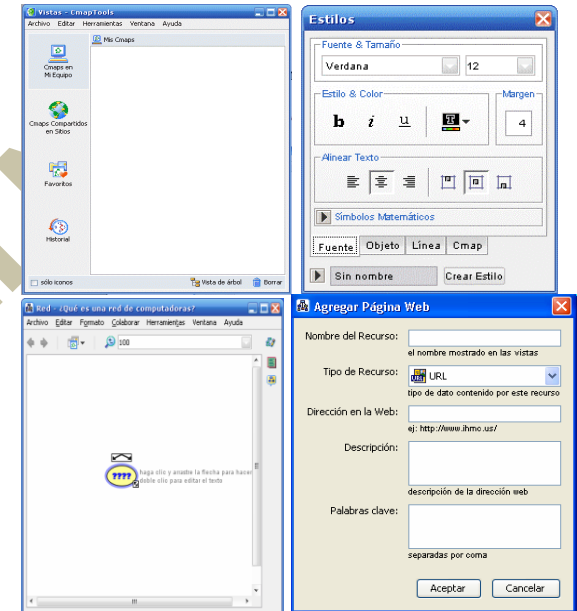 Vistas - CmapTools
Archivo Editar Herramientas Ventana Ayuda
Mis Cmaps
Cmaps en
Mi Equipo
Cmaps Compartidos
en Sitios
Favoritos
Historial
sólo iconos
Vista de árbol
Borrar
Estilos
Fuente & Tamaño
Verdana
12
Estilo & Color
Margen
b i u
T
4
Alinear Texto
Símbolos Matemáticos
Fuente Objeto Línea Cmap
Sin nombre
Crear Estilo
Red - ¿Qué es una red de computadoras?
Archivo Editar Formato Colaborar Herramientas Ventana Ayuda
100
????
haga clic y arrastre la flecha para hacer
doble clic para editar el texto
Agregar Página Web
Nombre del Recurso:
el nombre mostrado en las vistas
Tipo de Recurso:
URL
tipo de dato contenido por este recurso
Dirección en la Web:
ej: http://www.ihmc.us/
Descripción:
descripción de la dirección web
Palabras clave:
separadas por coma
Aceptar
Cancelar